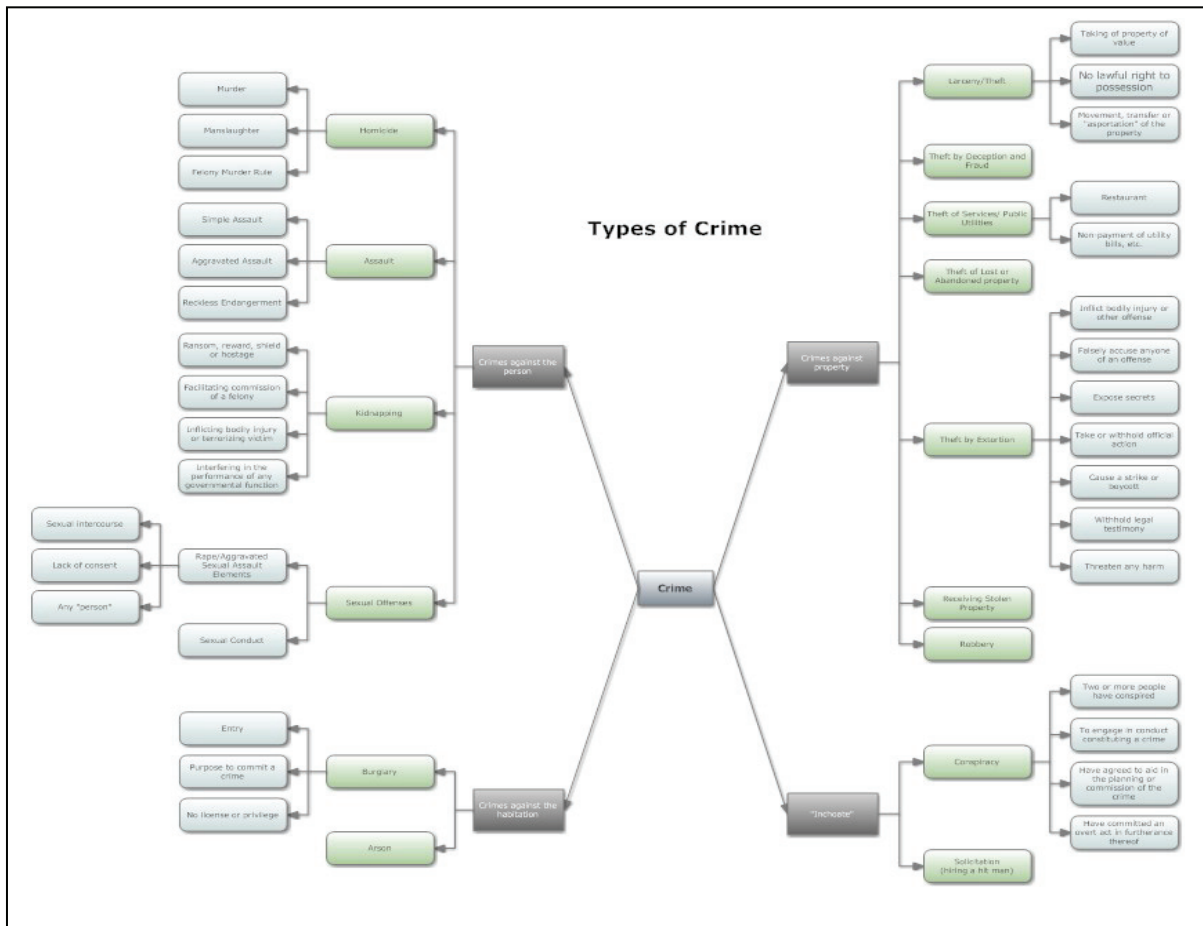 Types of Crime
Crime
Crimes against the
person
Homicide
Murder
Manslaughter
Felony Murder Rule
Assault
Simple Assault
Aggravated Assault
Reckless Endangerment
Kidnapping
Ransom, reward, shield
or hostage
Facilitating commission
of a felony
Inflicting bodily injury
or terrorizing victim
Interfering in the
performance of any
governmental function
Sexual Offenses
Rape/Aggravated
Sexual Assault
Elements
Sexual intercourse
Lack of consent
Any "person"
Sexual Conduct
Crimes against the
habitation
Burglary
Entry
Purpose to commit a
crime
No license or privilege
Arson
Crimes against
property
Larceny/Theft
Taking of property of
value
No lawful right to
possession
Movement, transfer or
"asportation" of the
property
Theft by Deception and
Fraud
Theft of Services/ Public
Utilities
Restaurant
Non-payment of utility
bills, etc.
Theft of Lost or
Abandoned property
Theft by Extortion
Inflict bodily injury or
other offense
Falsely accuse anyone
of an offense
Expose secrets
Take or withhold official
action
Cause a strike or
boycott
Withhold legal
testimony
Threaten any harm
Receiving Stolen
Property
Robbery
"Inchoate"
Conspiracy
Two or more people
have conspired
To engage in conduct
constituting a crime
Have agreed to aid in
the planning or
commission of the
crime
Have committed an
overt act in furtherance
thereof
Solicitation
(hiring a hit man)